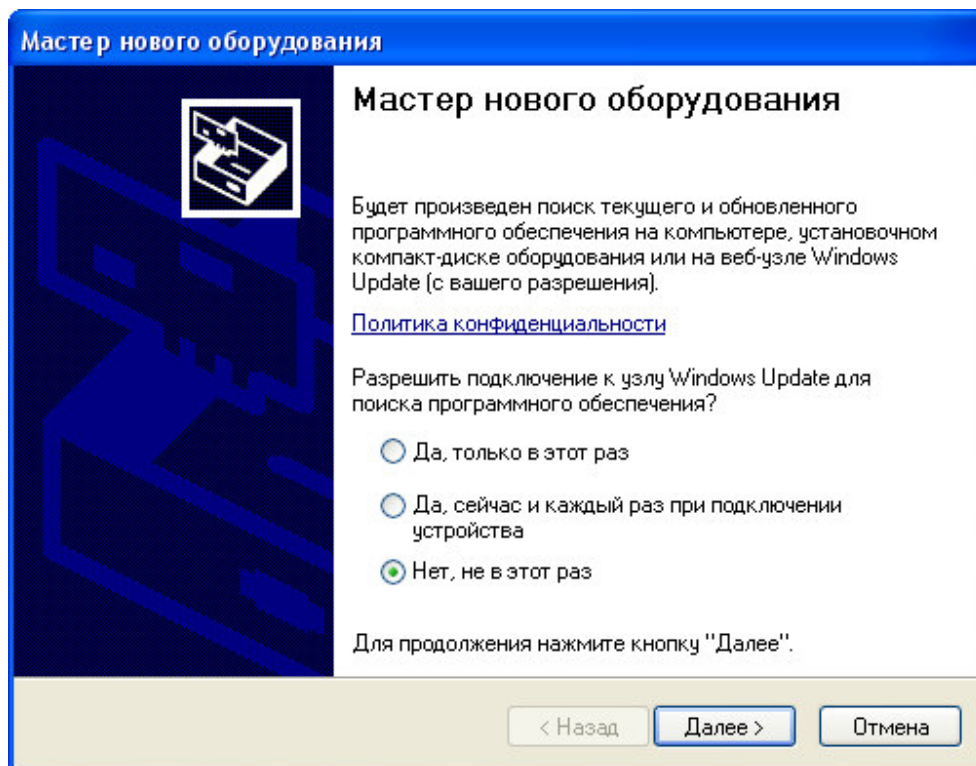 Мастер нового оборудования
Мастер нового оборудования
Будет произведен поиск текущего и обновленного
программного обеспечения на компьютере, установочном
компакт-диске оборудования или на веб-узле Windows
Update (с вашего разрешения).
Политика конфиденциальности
Разрешить подключение к узлу Windows Update для
поиска программного обеспечения?
Да, только в этот раз
Да, сейчас и каждый раз при подключении
устройства
Нет, не в этот раз
Для продолжения нажмите кнопку "Далее".
< Назад Далее > Отмена